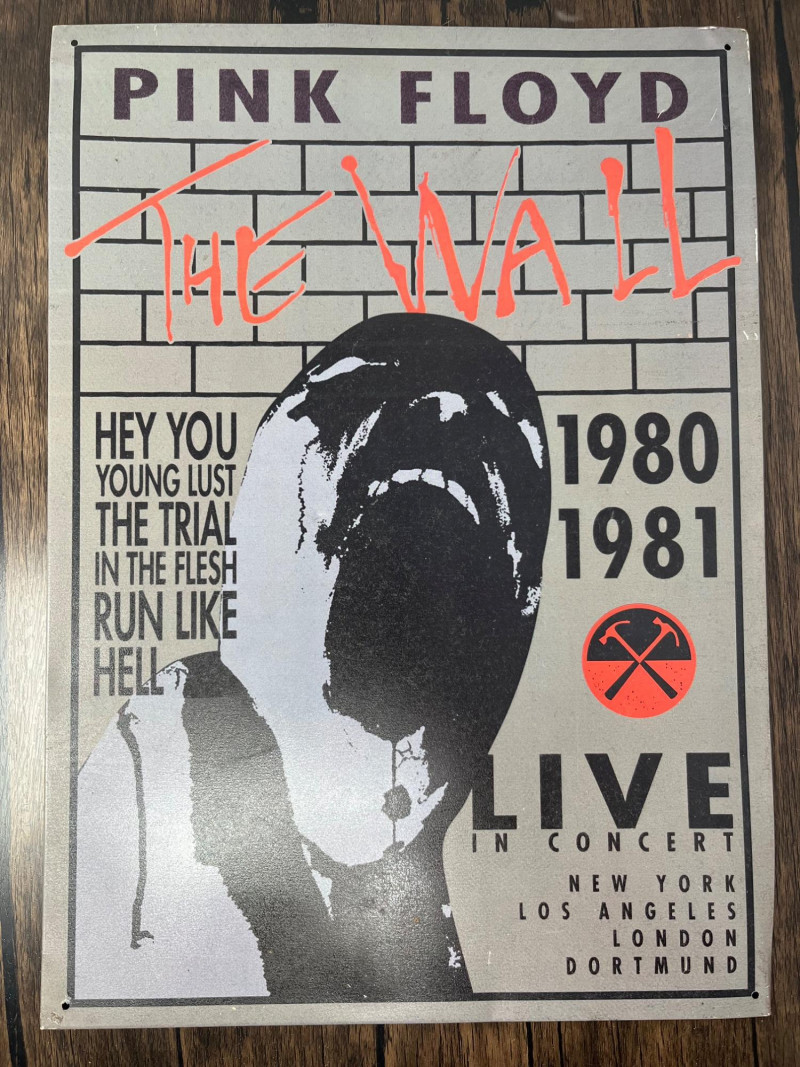 PINK FLOYD
THE WALL
HEY YOU
YOUNG LUST
THE TRIAL
IN THE FLESH
RUN LIKE
HELL
1980
1981
LIVE
IN CONCERT
NEW YORK
LOS ANGELES
LONDON
DORTMUND